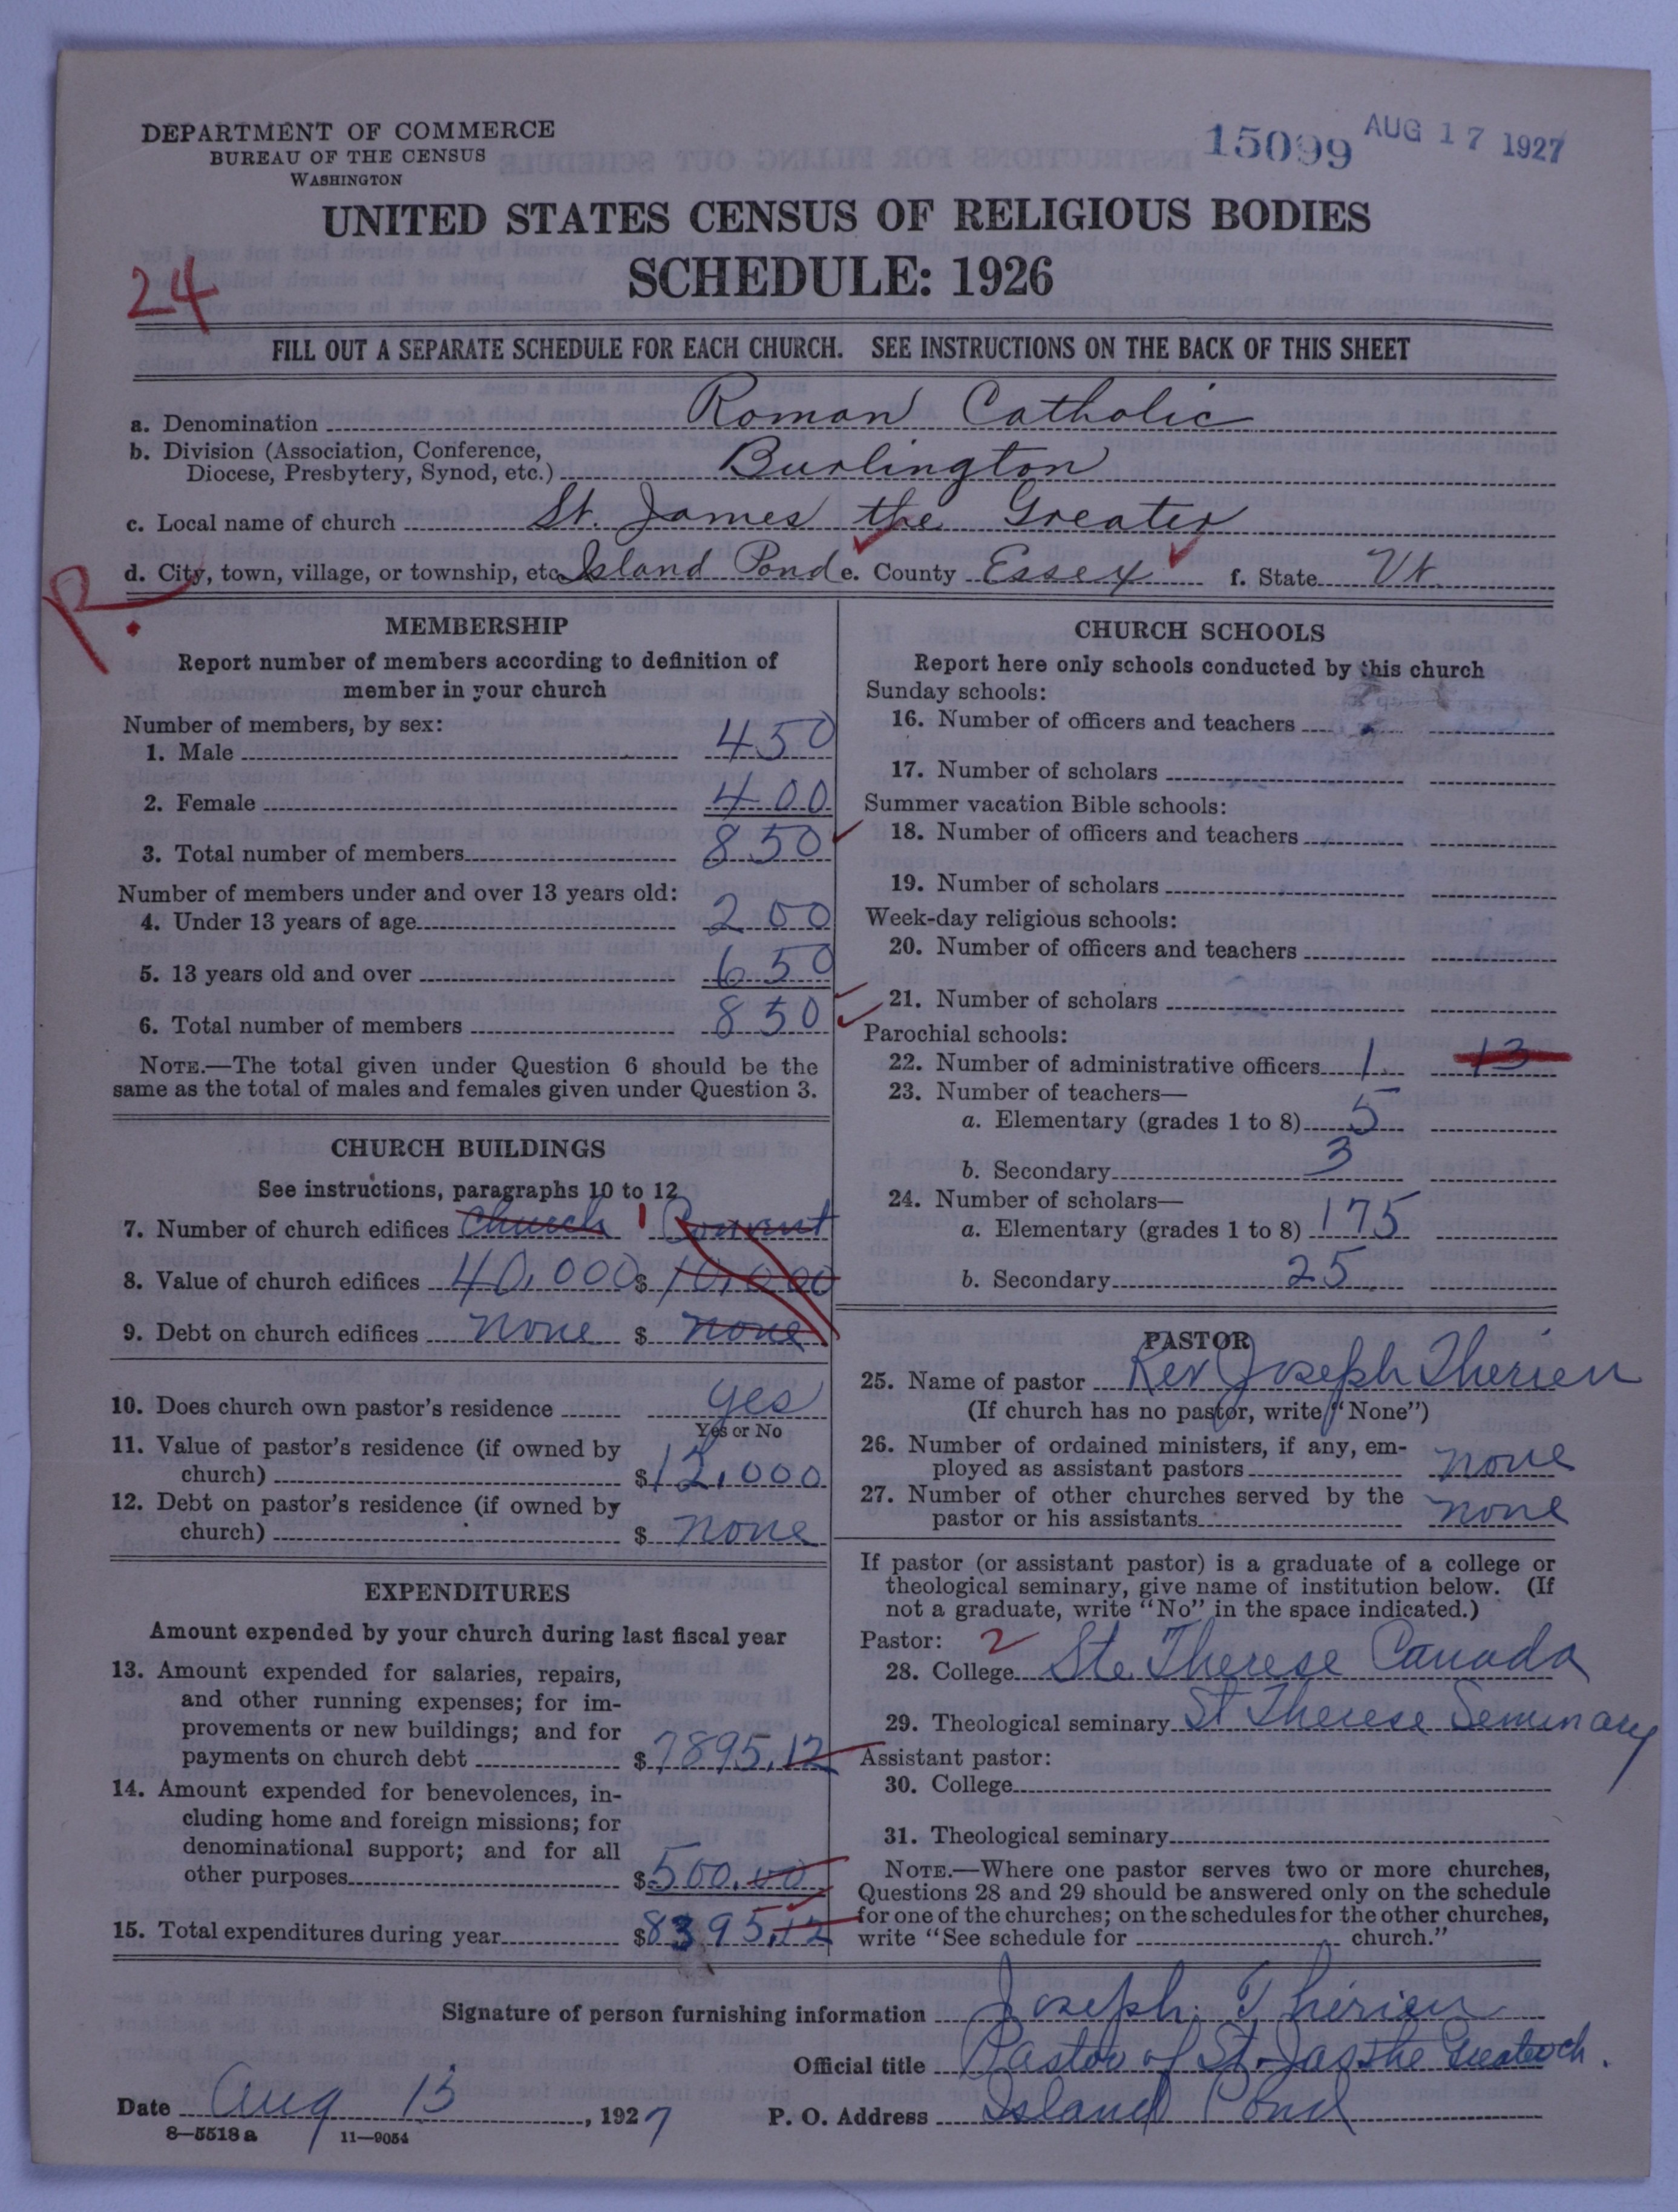 DEPARTMENT OF COMMERCE
BUREAU OF THE CENSUS
WASHINGTON
15099 AUG 17 1927
UNITED STATES CENSUS OF RELIGIOUS BODIES
SCHEDULE: 1926
24
FILL OUT A SEPARATE SCHEDULE FOR EACH CHURCH. SEE INSTRUCTIONS ON THE BACK OF THIS SHEET
a. Denomination Roman Catholic
b. Division (Association, Conference, Diocese, Presbytery, Synod, etc.) Burlington
c. Local name of church St. James the Greater
d. City, town, village, or township, etc. Island Pond e. County Essex f. State Vt.
R.
MEMBERSHIP
Report number of members according to definition of
member in your church
Number of members, by sex:
1. Male 450
2. Female 400
3. Total number of members 850
Number of members under and over 13 years old:
4. Under 13 years of age 200
5. 13 years old and over 650
6. Total number of members 850
NOTE.—The total given under Question 6 should be the
same as the total of males and females given under Question 3.
CHURCH BUILDINGS
See instructions, paragraphs 10 to 12
7. Number of church edifices Church 1 Convent
8. Value of church edifices 40,000 $ 10,000
9. Debt on church edifices none $ none
10. Does church own pastor's residence yes
Yes or No
11. Value of pastor's residence (if owned by
church) $12,000
12. Debt on pastor's residence (if owned by
church) $ none
EXPENDITURES
Amount expended by your church during last fiscal year
13. Amount expended for salaries, repairs,
and other running expenses; for im-
provements or new buildings; and for
payments on church debt $7895.12
14. Amount expended for benevolences, in-
cluding home and foreign missions; for
denominational support; and for all
other purposes $500.00
15. Total expenditures during year $8395.12
CHURCH SCHOOLS
Report here only schools conducted by this church
Sunday schools:
16. Number of officers and teachers
17. Number of scholars
Summer vacation Bible schools:
18. Number of officers and teachers
19. Number of scholars
Week-day religious schools:
20. Number of officers and teachers
21. Number of scholars
Parochial schools:
22. Number of administrative officers 1 13
23. Number of teachers—
a. Elementary (grades 1 to 8) 5
b. Secondary 3
24. Number of scholars—
a. Elementary (grades 1 to 8) 175
b. Secondary 25
PASTOR
25. Name of pastor Rev Joseph Therien
(If church has no pastor, write "None")
26. Number of ordained ministers, if any, em-
ployed as assistant pastors none
27. Number of other churches served by the
pastor or his assistants none
If pastor (or assistant pastor) is a graduate of a college or
theological seminary, give name of institution below. (If
not a graduate, write "No" in the space indicated.)
Pastor: 2
28. College Ste Therese Canada
29. Theological seminary St Therese Seminary
Assistant pastor:
30. College
31. Theological seminary
NOTE.—Where one pastor serves two or more churches,
Questions 28 and 29 should be answered only on the schedule
for one of the churches; on the schedules for the other churches,
write "See schedule for church."
Signature of person furnishing information Joseph Therien
Official title Pastor of St. Jas the Greater ch.
Date Aug 15, 1927 P. O. Address Island Pond
8—5518a 11—9054